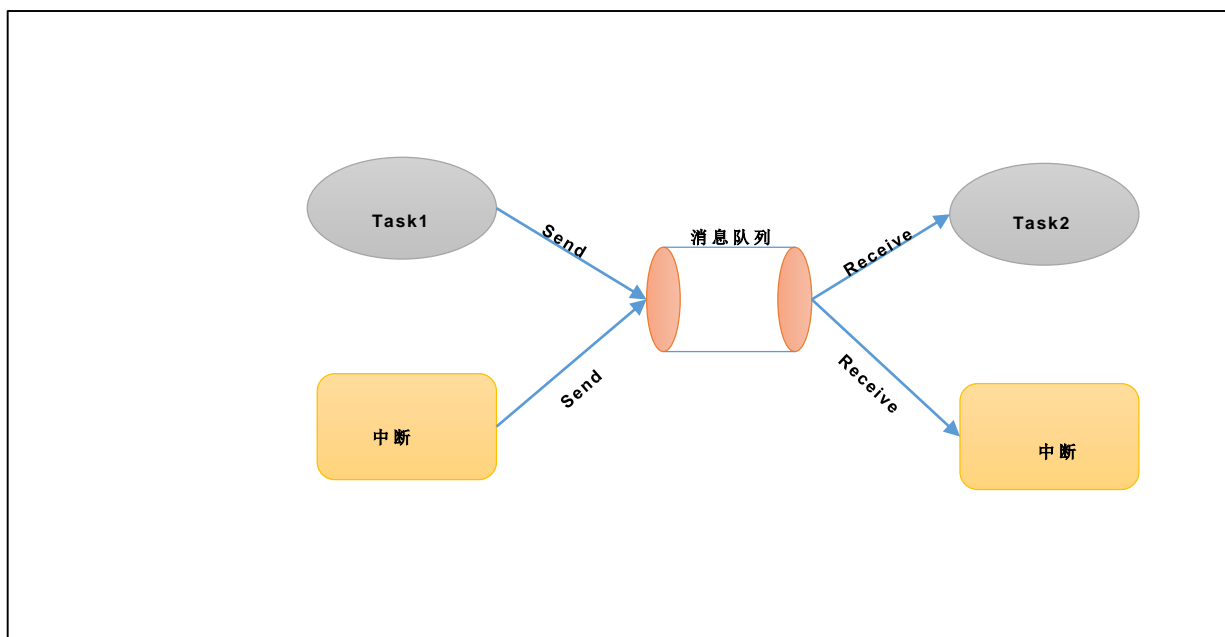 Task1
Send
消息队列
Receive
Task2
中断
Send
Receive
中断